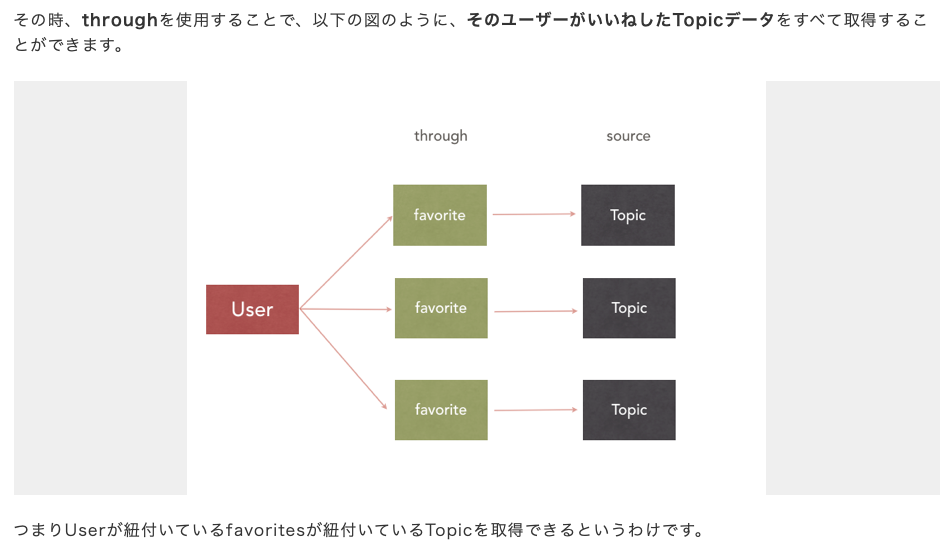 その時、throughを使用することで、以下の図のように、そのユーザーがいいねしたTopicデータをすべて取得するこ
とができます。
through
source
favorite
Topic
User
favorite
Topic
favorite
Topic
つまりUserが紐付いているfavoritesが紐付いているTopicを取得できるというわけです。